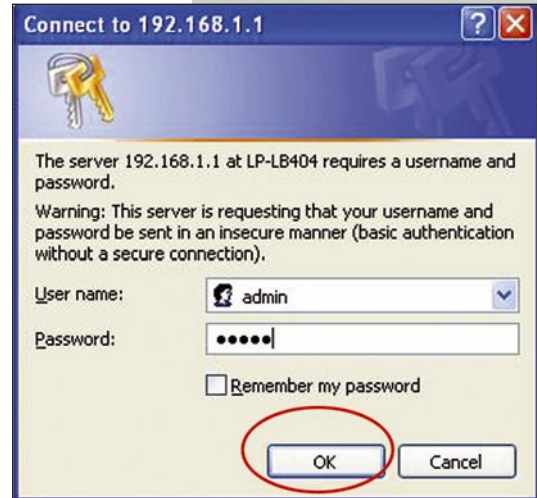 Connect to 192.168.1.1
The server 192.168.1.1 at LP-LB404 requires a username and
password.
Warning: This server is requesting that your username and
password be sent in an insecure manner (basic authentication
without a secure connection).
User name:
admin
Password:
•••••
Remember my password
OK
Cancel